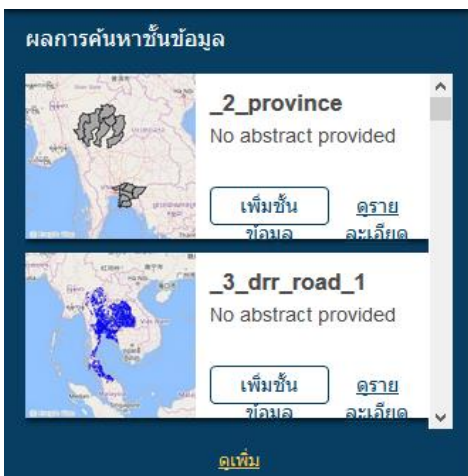 ผลการค้นหาชั้นข้อมูล
_2_province
No abstract provided
เพิ่มชั้น
ข้อมูล
ดูราย
ละเอียด
_3_drr_road_1
No abstract provided
เพิ่มชั้น
ข้อมูล
ดูราย
ละเอียด
ดูเพิ่ม